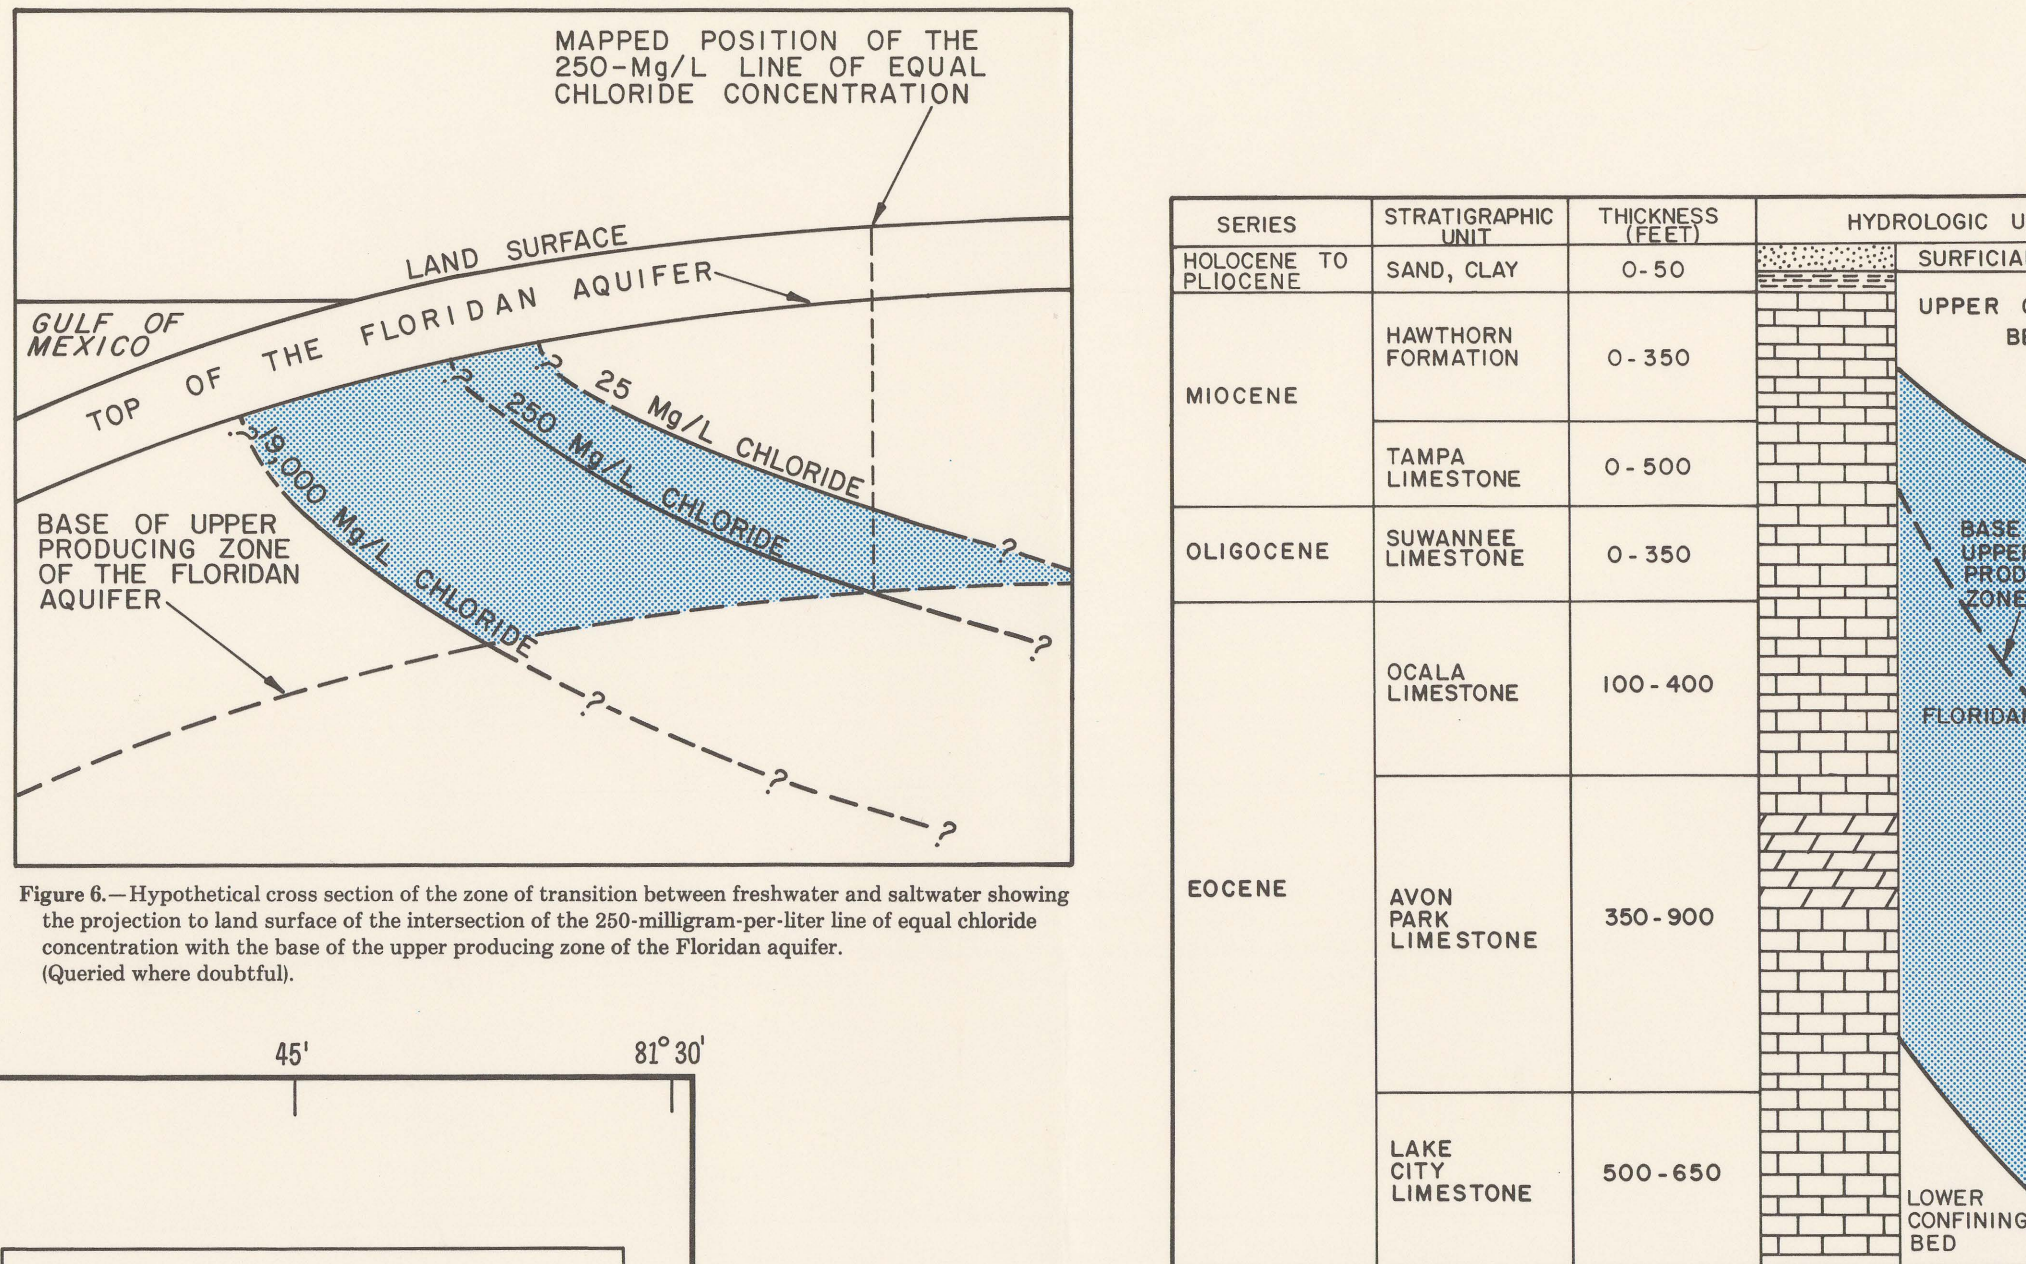 MAPPED POSITION OF THE
250-Mg/L LINE OF EQUAL
CHLORIDE CONCENTRATION
LAND SURFACE
TOP OF THE FLORIDAN AQUIFER
GULF OF
MEXICO
25 Mg/L CHLORIDE
250 Mg/L CHLORIDE
19,000 Mg/L CHLORIDE
?
?
?
?
?
?
?
?
BASE OF UPPER
PRODUCING ZONE
OF THE FLORIDAN
AQUIFER
Figure 6.—Hypothetical cross section of the zone of transition between freshwater and saltwater showing
the projection to land surface of the intersection of the 250-milligram-per-liter line of equal chloride
concentration with the base of the upper producing zone of the Floridan aquifer.
(Queried where doubtful).
45'
81°30'
SERIES
STRATIGRAPHIC
UNIT
THICKNESS
(FEET)
HYDROLOGIC U
HOLOCENE TO
PLIOCENE
SAND, CLAY
0-50
SURFICIA
MIOCENE
HAWTHORN
FORMATION
0-350
UPPER
BE
TAMPA
LIMESTONE
0-500
OLIGOCENE
SUWANNEE
LIMESTONE
0-350
BASE
UPPE
PROD
ZONE
EOCENE
OCALA
LIMESTONE
100-400
FLORIDA
AVON
PARK
LIMESTONE
350-900
LAKE
CITY
LIMESTONE
500-650
LOWER
CONFINING
BED